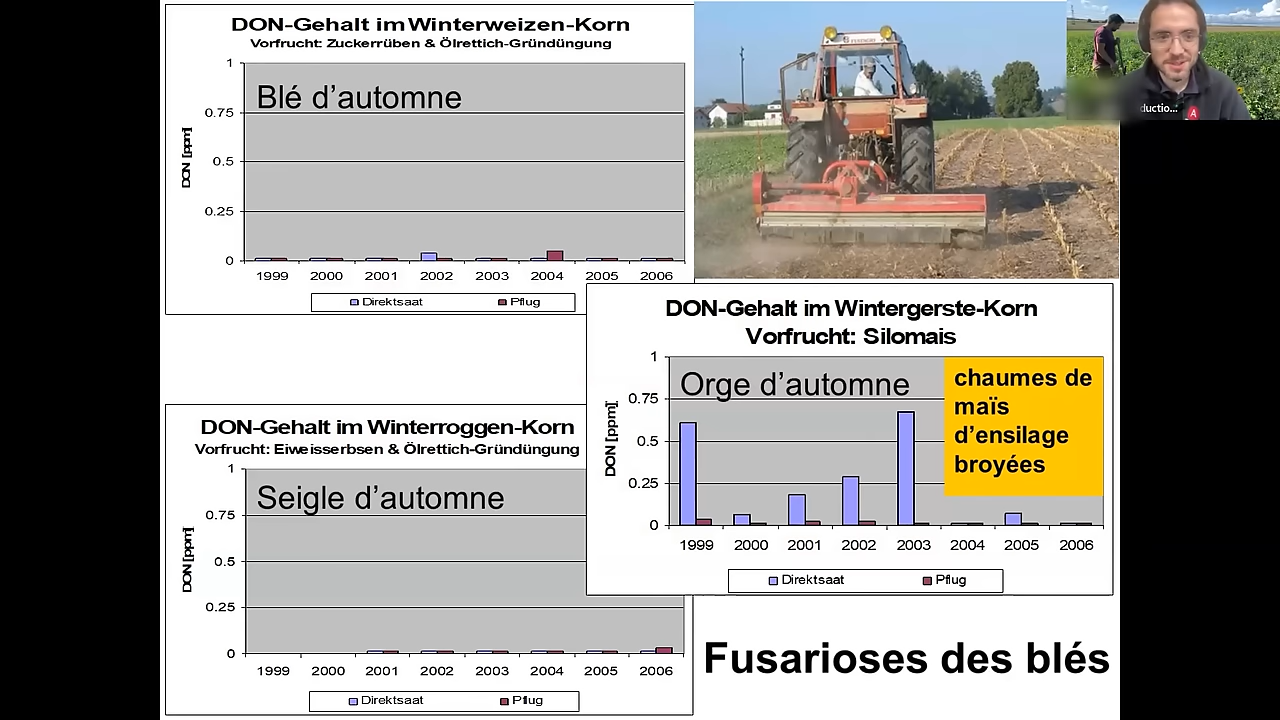 DON-Gehalt im Winterweizen-Korn
Vorfrucht: Zuckerrüben & Ölrettich-Gründüngung
Blé d’automne
DON [ppm]
1
0.75
0.5
0.25
0
1999 2000 2001 2002 2003 2004 2005 2006
Direktsaat Pflug
ductio...
A
DON-Gehalt im Wintergerste-Korn
Vorfrucht: Silomais
Orge d’automne
chaumes de
maïs
d’ensilage
broyées
DON [ppm]
1
0.75
0.5
0.25
0
1999 2000 2001 2002 2003 2004 2005 2006
Direktsaat Pflug
DON-Gehalt im Winterroggen-Korn
Vorfrucht: Eiweisserbsen & Ölrettich-Gründüngung
Seigle d’automne
DON [ppm]
1
0.75
0.5
0.25
0
1999 2000 2001 2002 2003 2004 2005 2006
Direktsaat Pflug
Fusarioses des blés